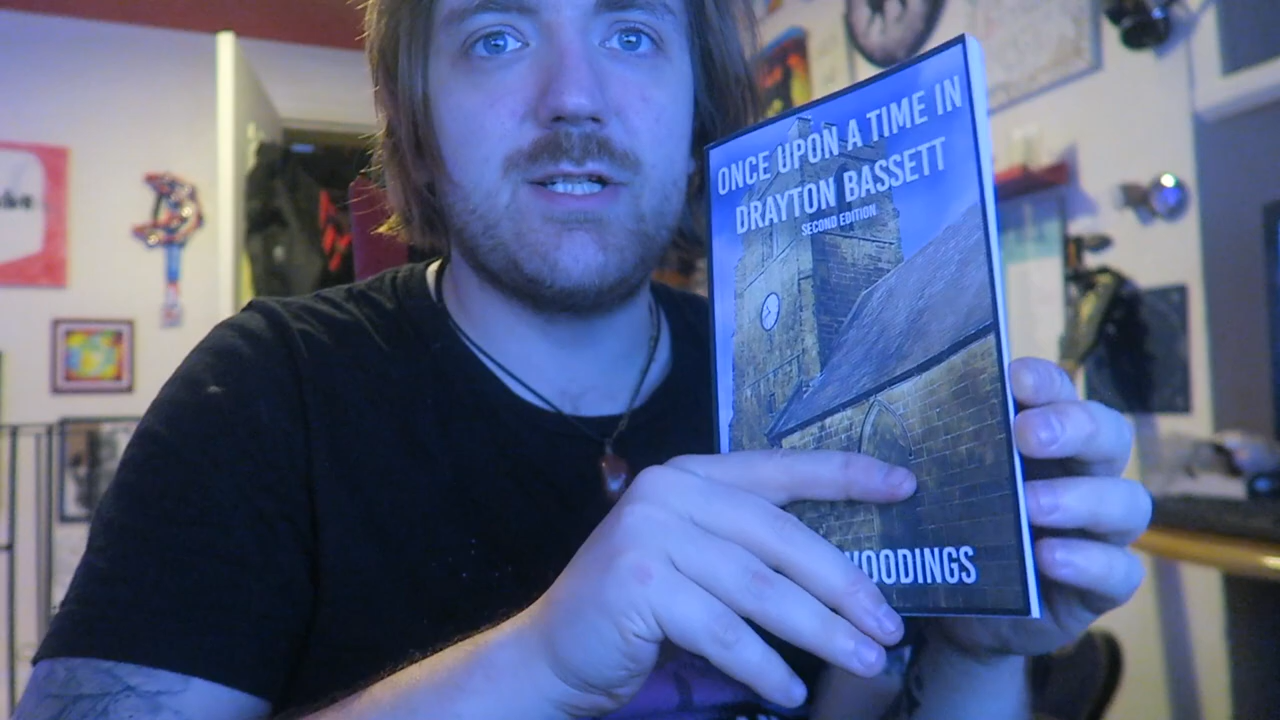 ONCE UPON A TIME IN
DRAYTON BASSETT
SECOND EDITION
WOODINGS